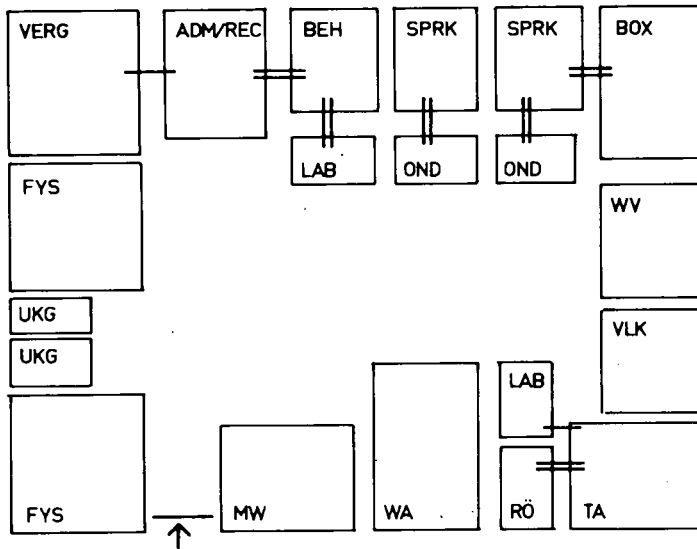 VERG ADM/REC BEH SPRK SPRK BOX
LAB OND OND
FYS
WV
UKG
UKG
VLK
LAB
FYS MW WA RÖ TA